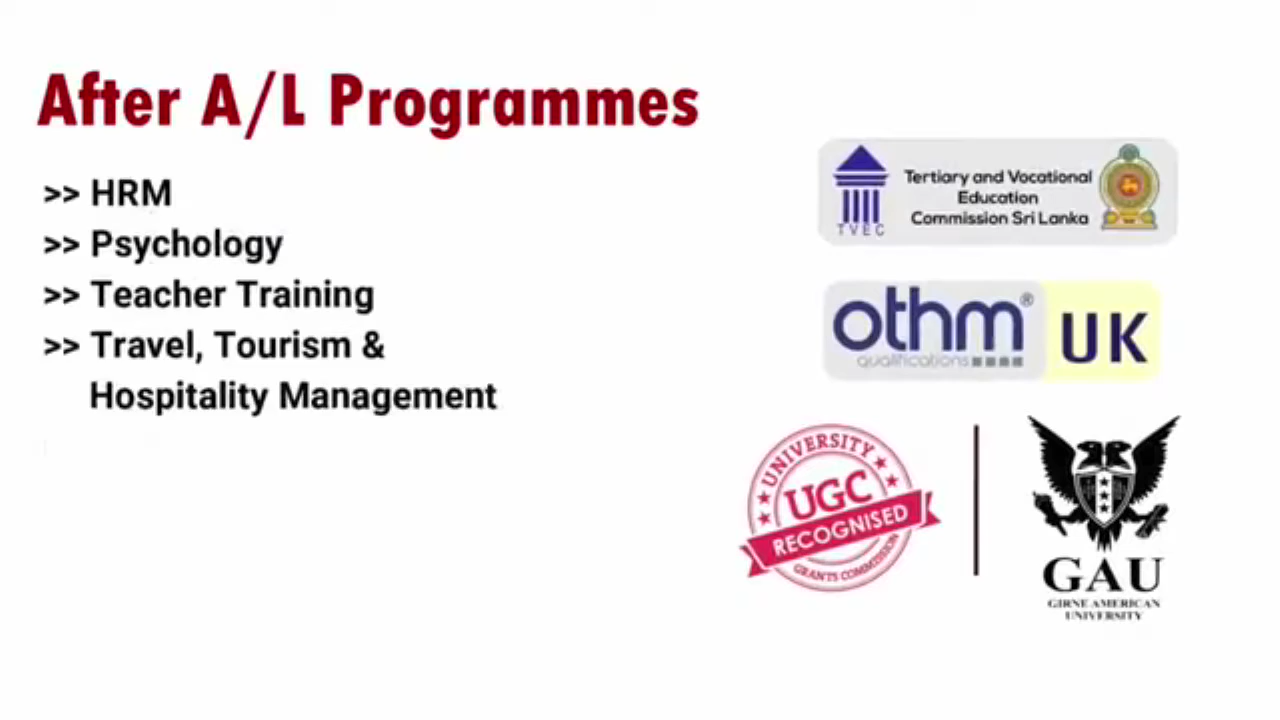 After A/L Programmes
>> HRM
>> Psychology
>> Teacher Training
>> Travel, Tourism &
Hospitality Management
TVEC
Tertiary and Vocational
Education
Commission Sri Lanka
othm®
qualifications
UK
UNIVERSITY
UGC
RECOGNISED
GRANTS COMMISSION
GAU
GIRNE AMERICAN
UNIVERSITY